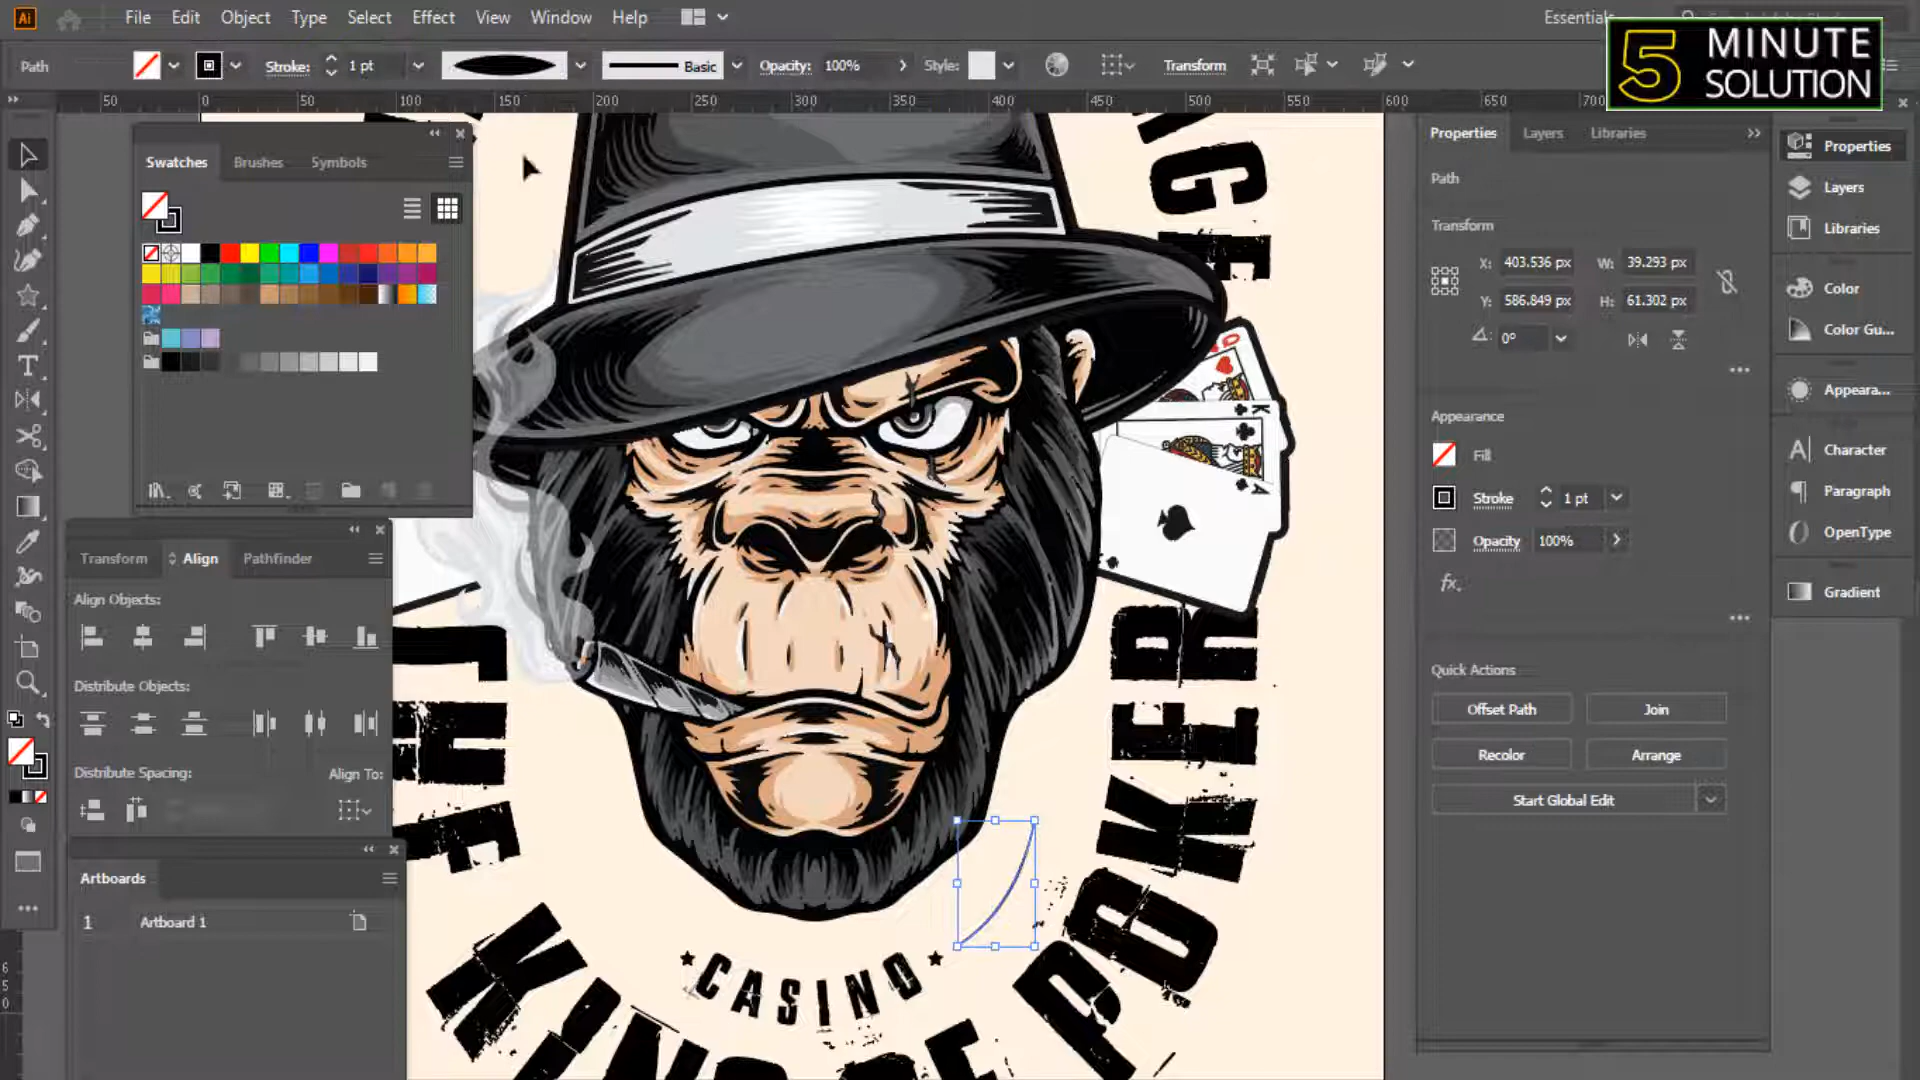 Ai File Edit Object Type Select Effect View Window Help Essentials
5 MINUTE
SOLUTION
Path Stroke: 1 pt Basic Opacity: 100% Style: Transform
50 0 50 100 150 200 250 300 350 400 450 500 550 600 650 700
Swatches Brushes Symbols
Transform Align Pathfinder
Align Objects:
Distribute Objects:
Distribute Spacing: Align To:
Artboards
1 Artboard 1
K
A
CASINO
KING OF POKER
Properties Layers Libraries
Path
Transform
X: 403.536 px W: 39.293 px
Y: 586.849 px H: 61.302 px
0°
Appearance
Fill
Stroke 1 pt
Opacity 100%
fx.
Quick Actions
Offset Path Join
Recolor Arrange
Start Global Edit
Properties
Layers
Libraries
Color
Color Gu...
Appeara...
Character
Paragraph
OpenType
Gradient
6
5
0